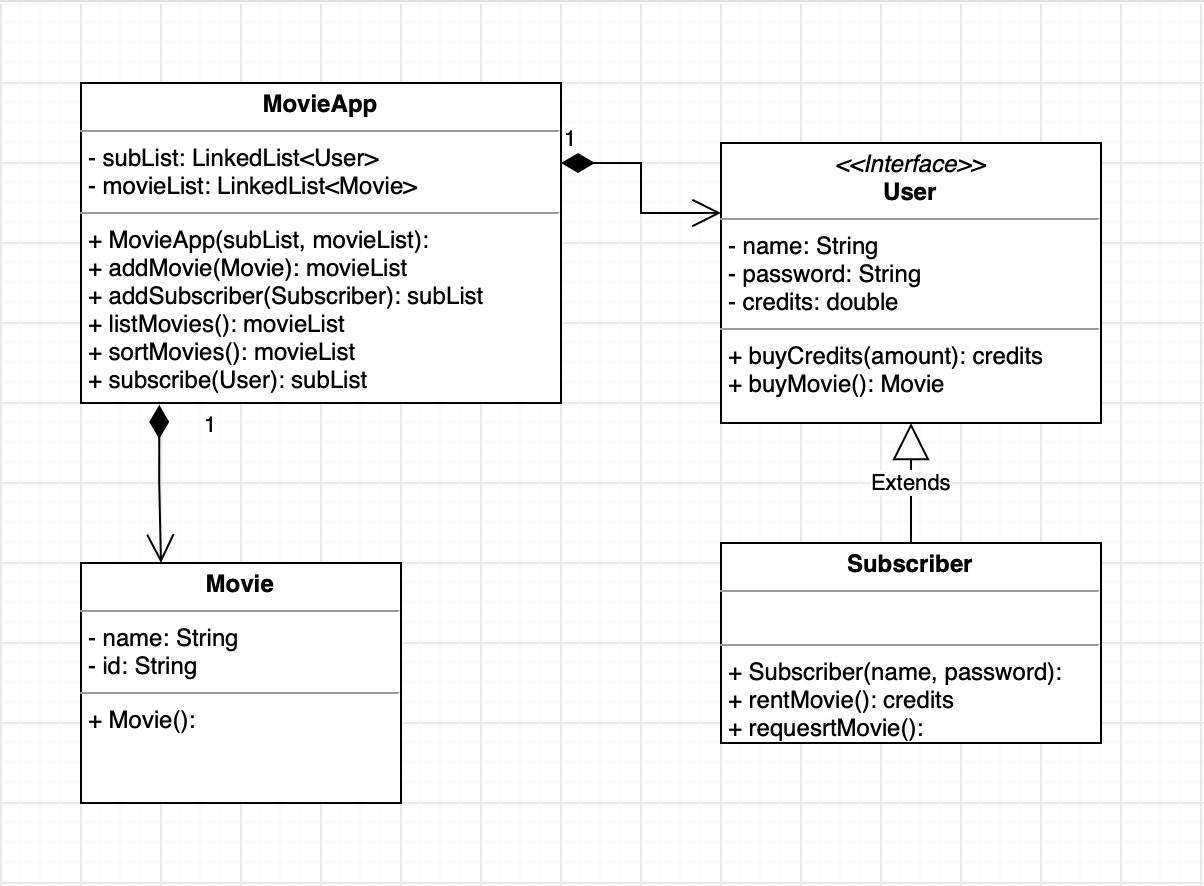 MovieApp
- subList: LinkedList<User>
- movieList: LinkedList<Movie>
+ MovieApp(subList, movieList):
+ addMovie(Movie): movieList
+ addSubscriber(Subscriber): subList
+ listMovies(): movieList
+ sortMovies(): movieList
+ subscribe(User): subList
1
1
<<Interface>>
User
- name: String
- password: String
- credits: double
+ buyCredits(amount): credits
+ buyMovie(): Movie
Extends
Movie
- name: String
- id: String
+ Movie():
Subscriber
+ Subscriber(name, password):
+ rentMovie(): credits
+ requesrtMovie():